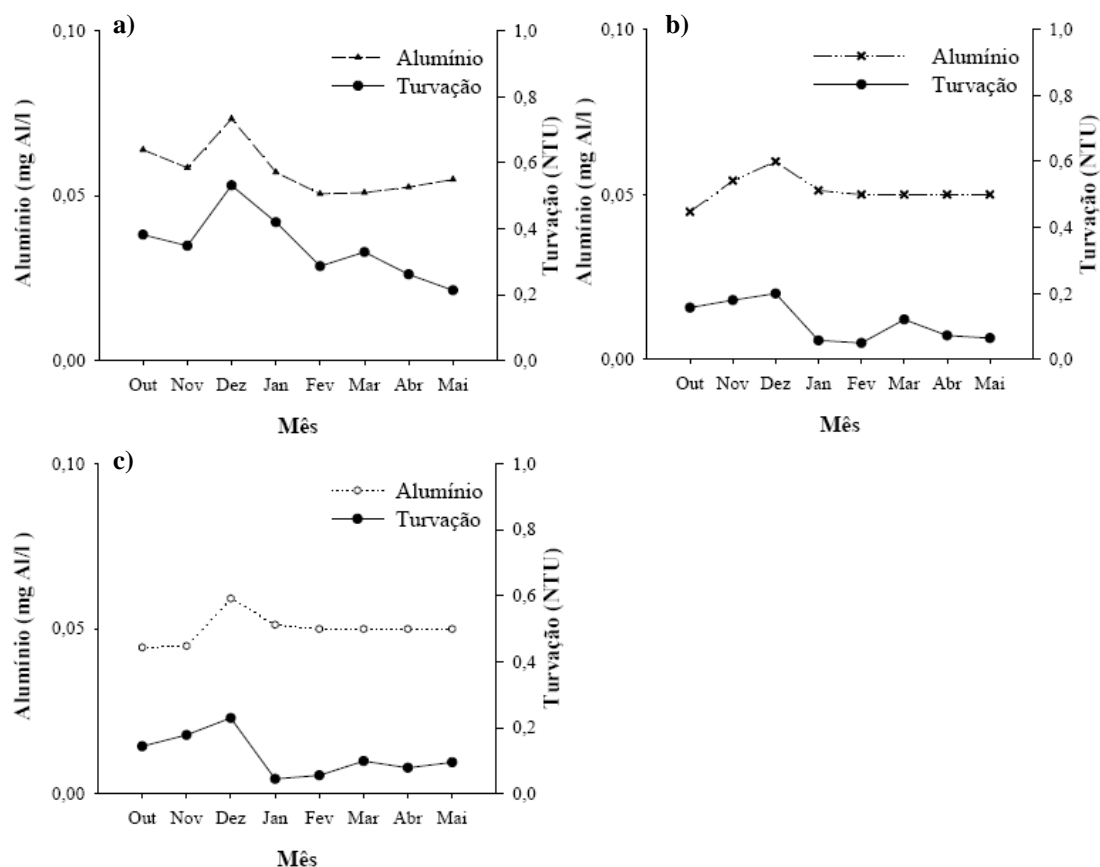 a)
0,10
0,05
0,00
Alumínio (mg Al/l )
1,0
0,8
0,6
0,4
0,2
0,0
Turvação (NTU)
Alumínio
Turvação
Out Nov Dez Jan Fev Mar Abr Mai
Mês
b)
0,10
0,05
0,00
Alumínio (mg Al/l )
1,0
0,8
0,6
0,4
0,2
0,0
Turvação (NTU)
Alumínio
Turvação
Out Nov Dez Jan Fev Mar Abr Mai
Mês
c)
0,10
0,05
0,00
Alumínio (mg Al/l )
1,0
0,8
0,6
0,4
0,2
0,0
Turvação (NTU)
Alumínio
Turvação
Out Nov Dez Jan Fev Mar Abr Mai
Mês